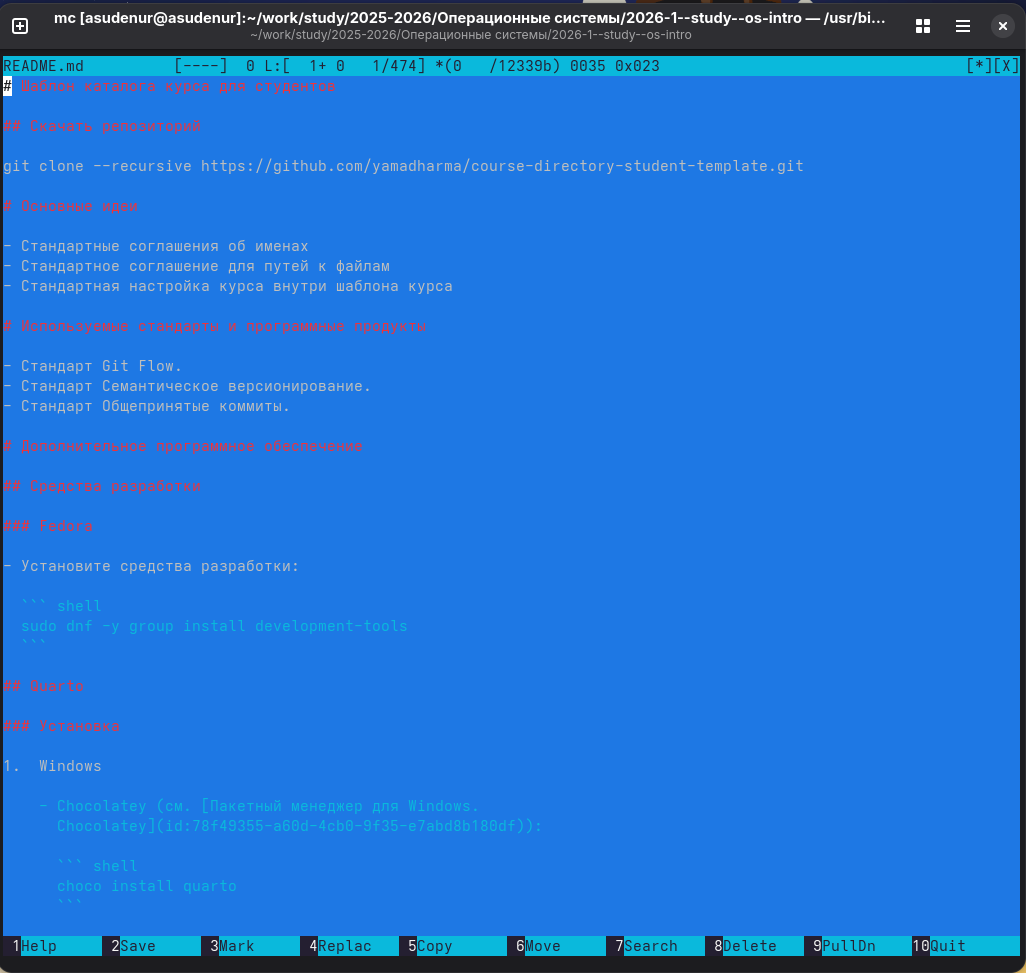 mc [asudenur@asudenur]:~/work/study/2025-2026/Операционные системы/2026-1--study--os-intro — /usr/bi...
~/work/study/2025-2026/Операционные системы/2026-1--study--os-intro
README.md          [----]  0 L:[  1+ 0   1/474] *(0   /12339b) 0035 0x023          [*][X]
# Шаблон каталога курса для студентов
## Скачать репозиторий
git clone --recursive https://github.com/yamadharma/course-directory-student-template.git
# Основные идеи
- Стандартные соглашения об именах
- Стандартное соглашение для путей к файлам
- Стандартная настройка курса внутри шаблона курса
# Используемые стандарты и программные продукты
- Стандарт Git Flow.
- Стандарт Семантическое версионирование.
- Стандарт Общепринятые коммиты.
# Дополнительное программное обеспечение
## Средства разработки
### Fedora
- Установите средства разработки:
``` shell
sudo dnf -y group install development-tools
```
## Quarto
### Установка
1.  Windows
- Chocolatey (см. [Пакетный менеджер для Windows.
Chocolatey](id:78f49355-a60d-4cb0-9f35-e7abd8b180df)):
``` shell
choco install quarto
```
1Help 2Save 3Mark 4Replac 5Copy 6Move 7Search 8Delete 9PullDn 10Quit